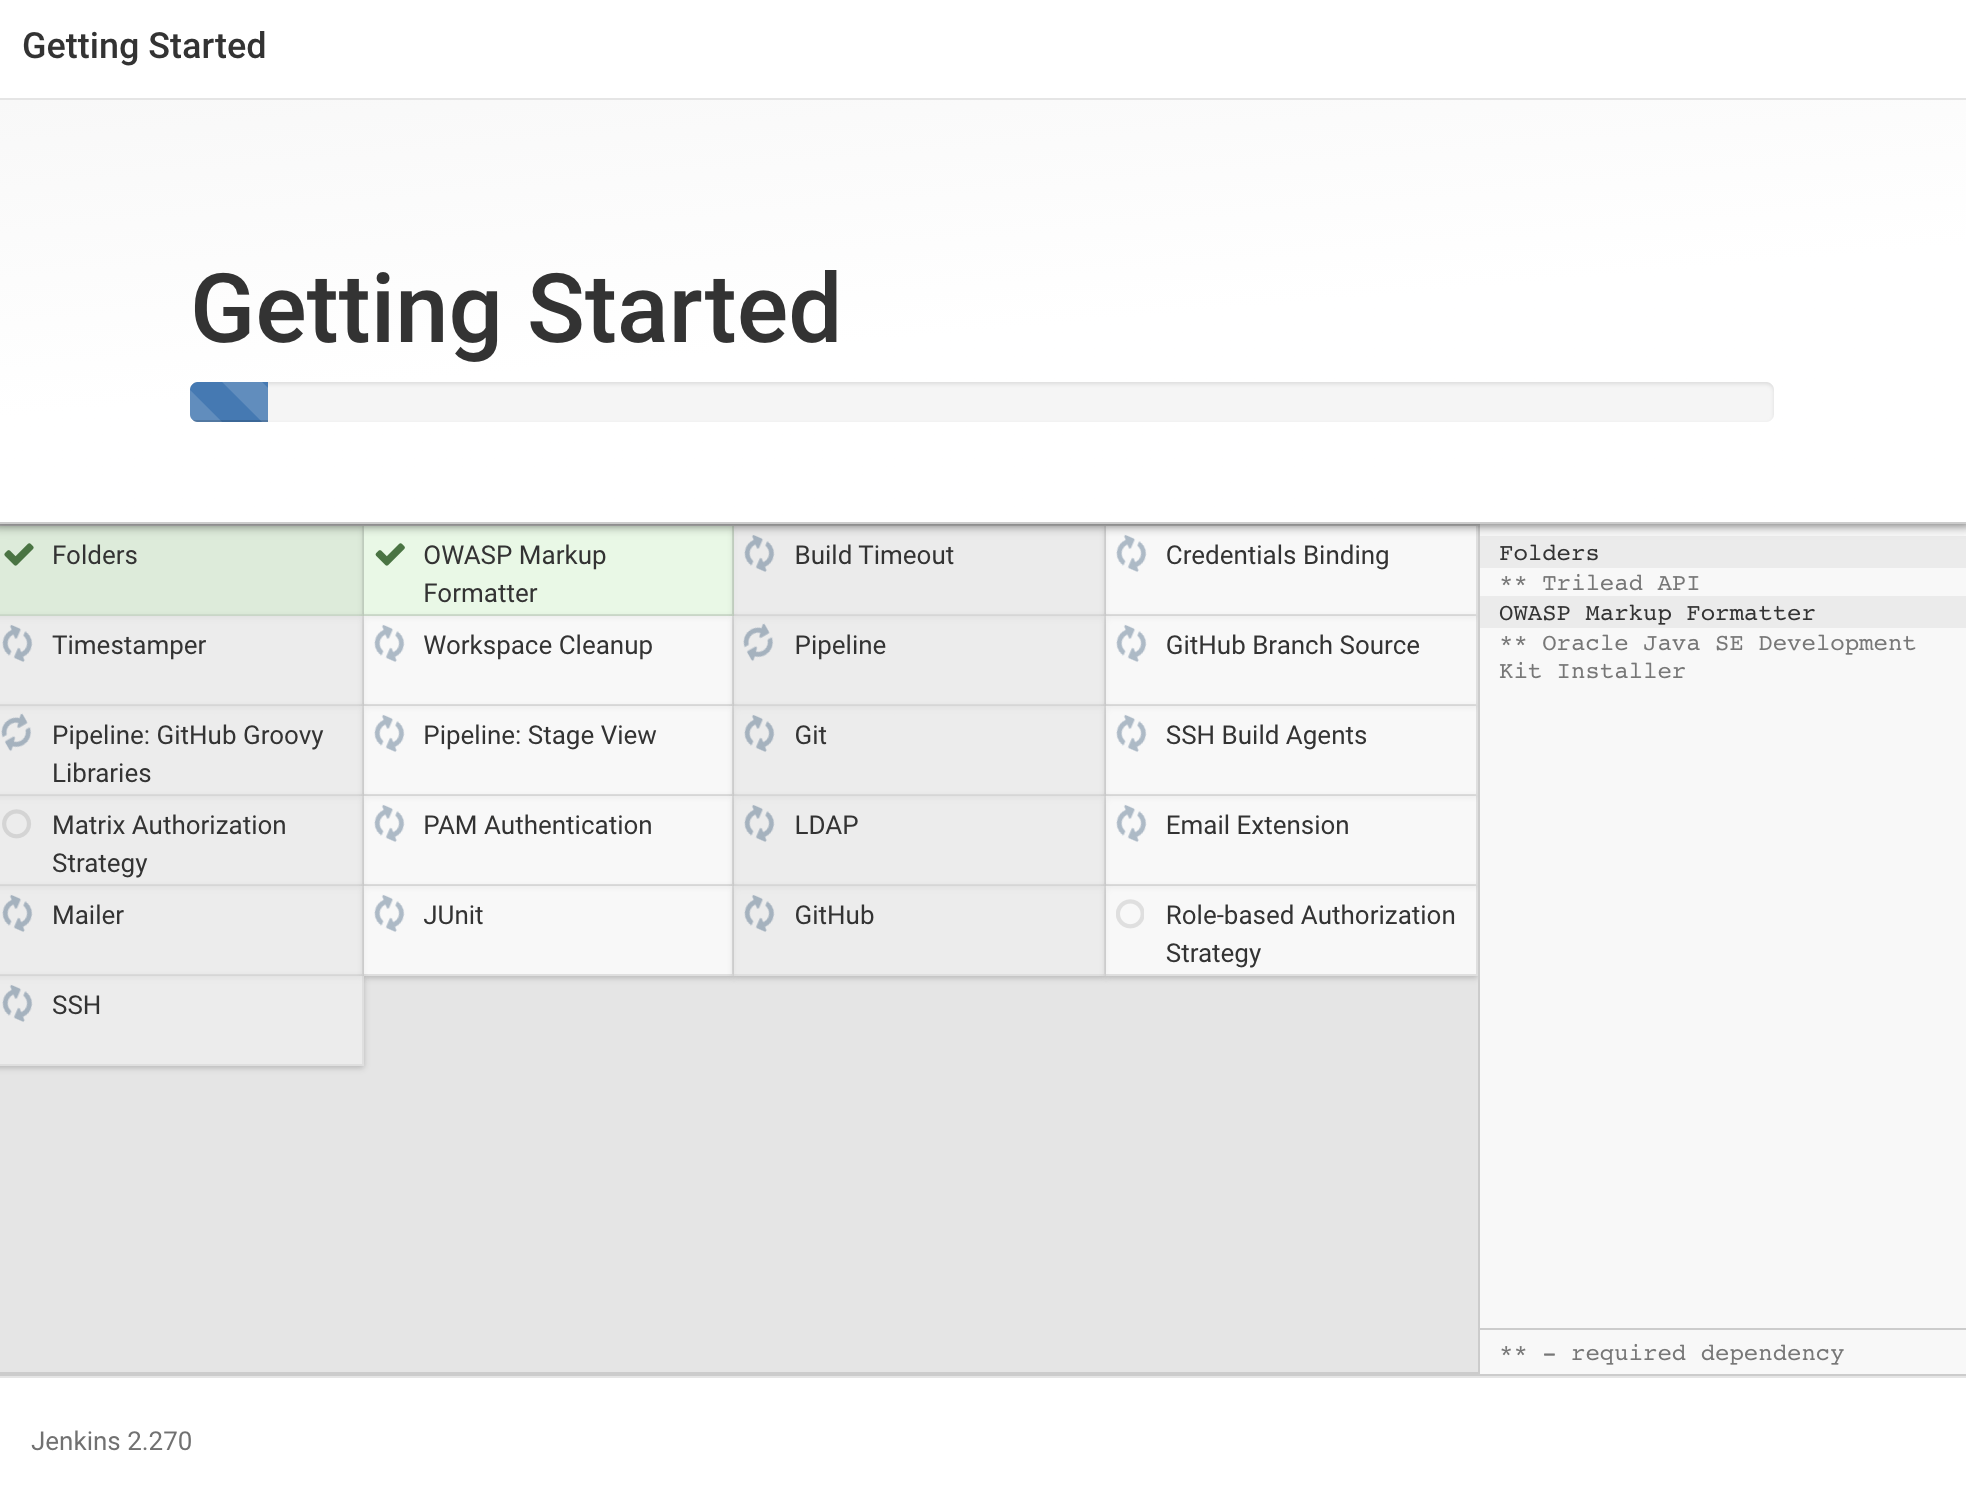 Getting Started
Getting Started
Folders
OWASP Markup
Formatter
Build Timeout
Credentials Binding
Timestamper
Workspace Cleanup
Pipeline
GitHub Branch Source
Pipeline: GitHub Groovy
Libraries
Pipeline: Stage View
Git
SSH Build Agents
Matrix Authorization
Strategy
PAM Authentication
LDAP
Email Extension
Mailer
JUnit
GitHub
Role-based Authorization
Strategy
SSH
Folders
** Trilead API
OWASP Markup Formatter
** Oracle Java SE Development
Kit Installer
** - required dependency
Jenkins 2.270